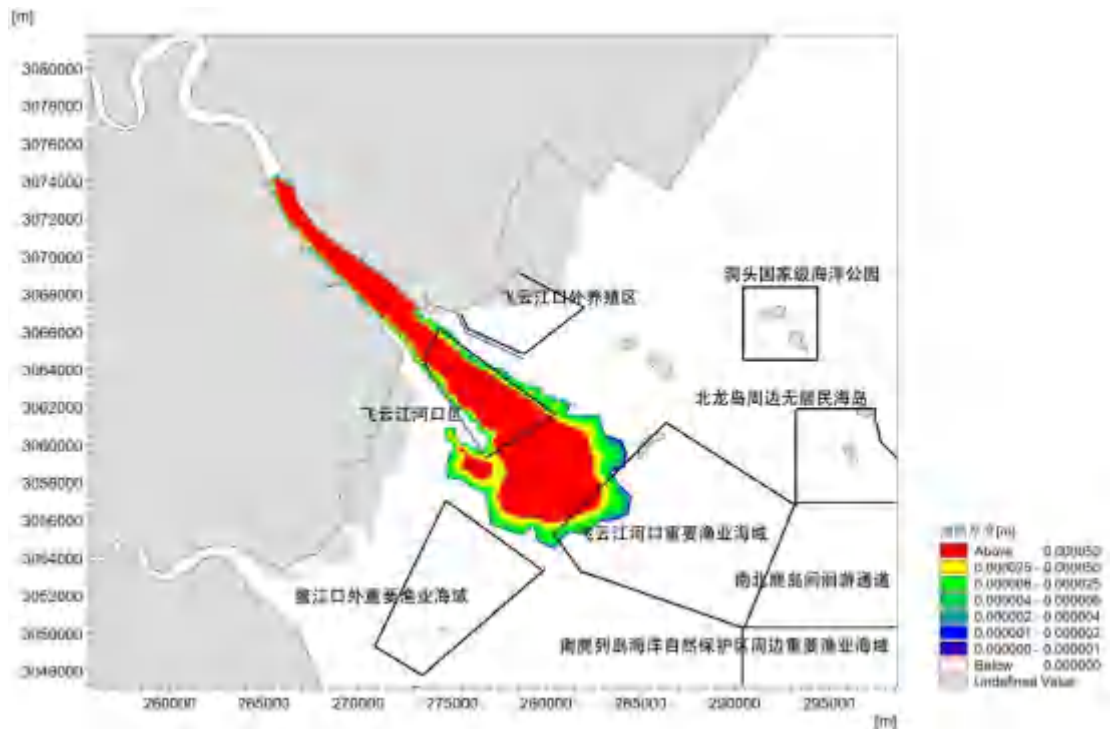 [m]
3080000
3078000
3076000
3074000
3072000
3070000
3068000
3066000
3064000
3062000
3060000
3058000
3056000
3054000
3052000
3050000
3048000
洞头国家级海洋公园
飞云江口外养殖区
北龙岛周边无居民海岛
飞云江河口区
飞云江河口重要渔业海域
南北麂岛间洄游通道
鳌江口外重要渔业海域
南麂列岛海洋自然保护区周边重要渔业海域
260000 265000 270000 275000 280000 285000 290000 295000
[m]
[m]
Above 0.000050
0.000025 - 0.000050
0.000006 - 0.000025
0.000004 - 0.000006
0.000002 - 0.000004
0.000001 - 0.000002
0.000000 - 0.000001
Below 0.000000
Undefined Value